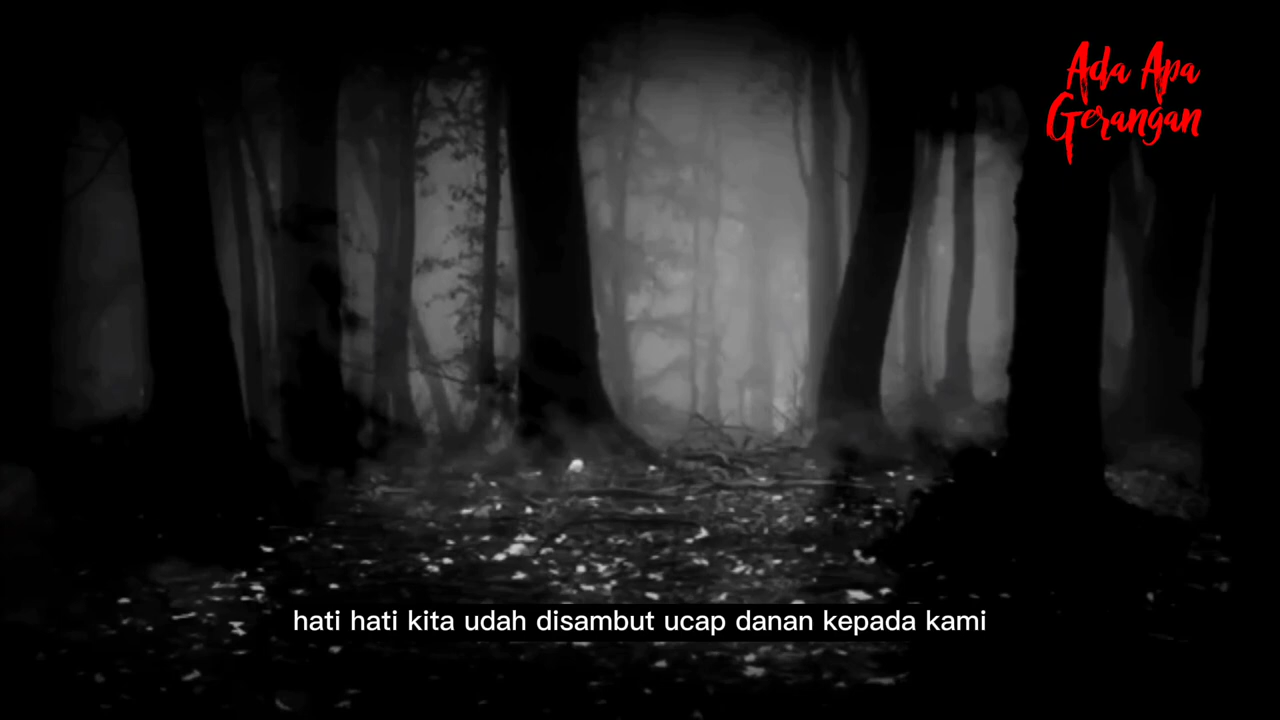 Ada Apa
Gerangan
hati hati kita udah disambut ucap danan kepada kami